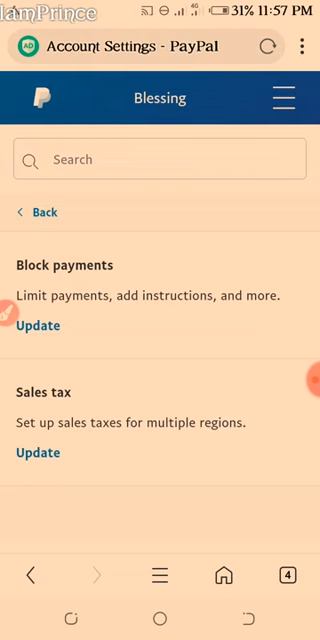 IamPrince
4G 31% 11:57 PM
AD Account Settings - PayPal
Blessing
Search
Back
Block payments
Limit payments, add instructions, and more.
Update
Sales tax
Set up sales taxes for multiple regions.
Update
4